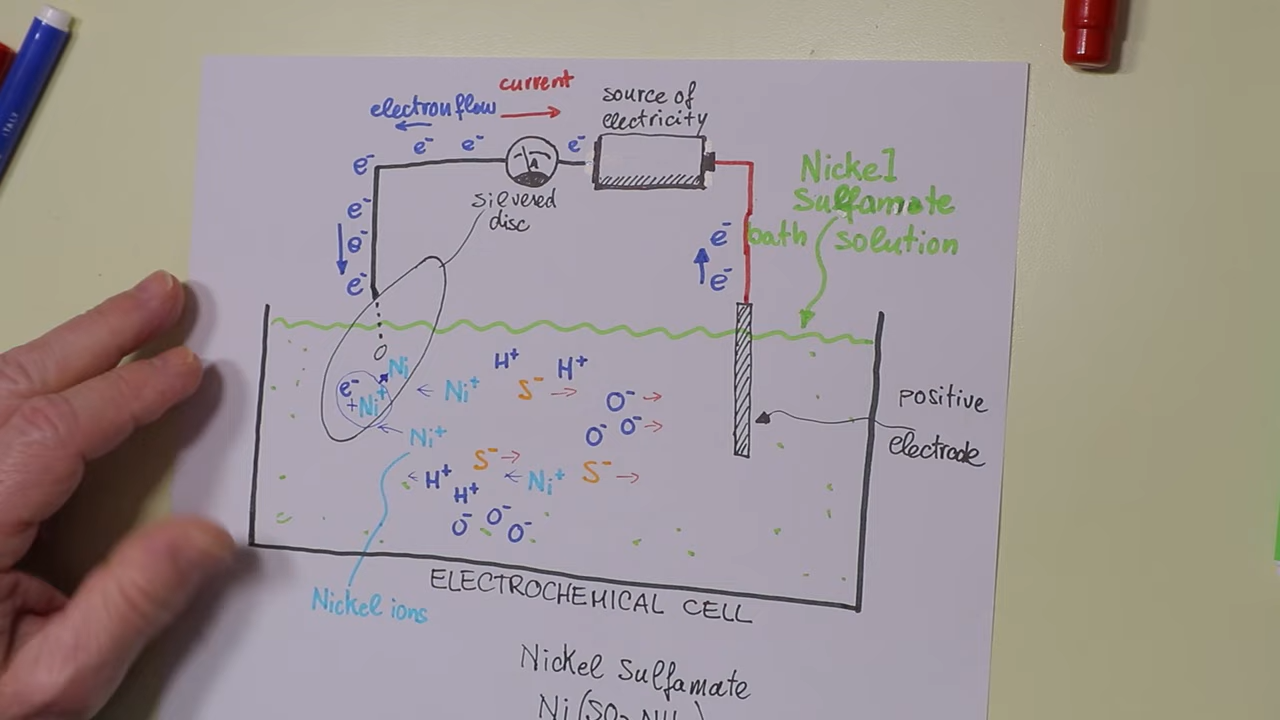 current
electron flow
source of
electricity
e⁻ e⁻ e⁻
e⁻
A
silvered
disc
Nickel
Sulfamate
bath solution
e⁻
e⁻
e⁻
e⁻
e⁻
H⁺ H⁺
Ni
Ni⁺ S⁻
e⁻
+Ni⁺
O⁻
O⁻
O⁻
Ni⁺
positive
electrode
S⁻ S⁻
H⁺ Ni⁺
H⁺
O⁻ O⁻ O⁻
ELECTROCHEMICAL CELL
Nickel ions
Nickel Sulfamate
ITALY